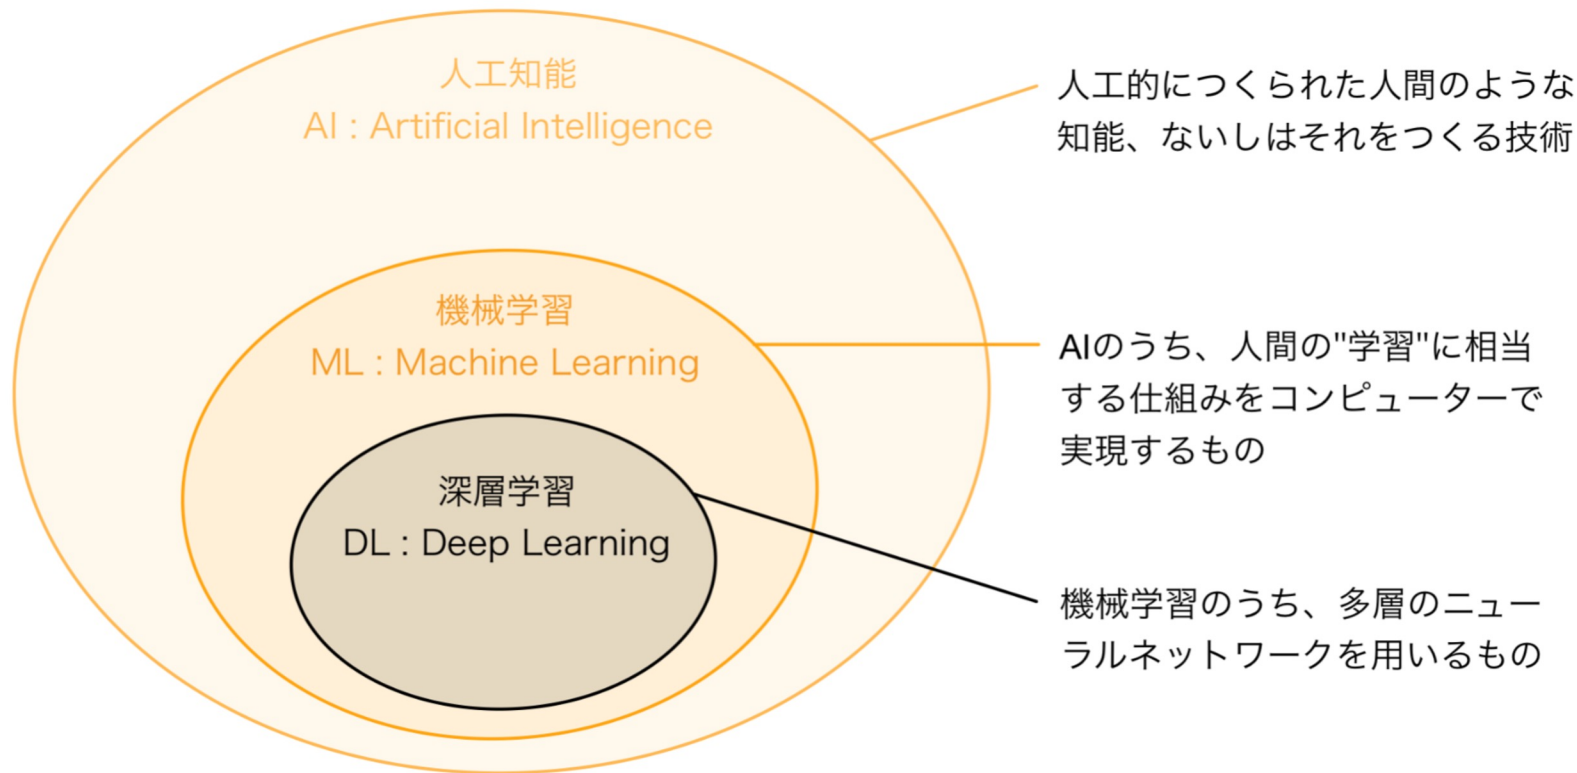 人工知能
AI : Artificial Intelligence
人工的につくられた人間のような
知能、ないしはそれをつくる技術
機械学習
ML : Machine Learning
AIのうち、人間の"学習"に相当
する仕組みをコンピューターで
実現するもの
深層学習
DL : Deep Learning
機械学習のうち、多層のニュー
ラルネットワークを用いるもの